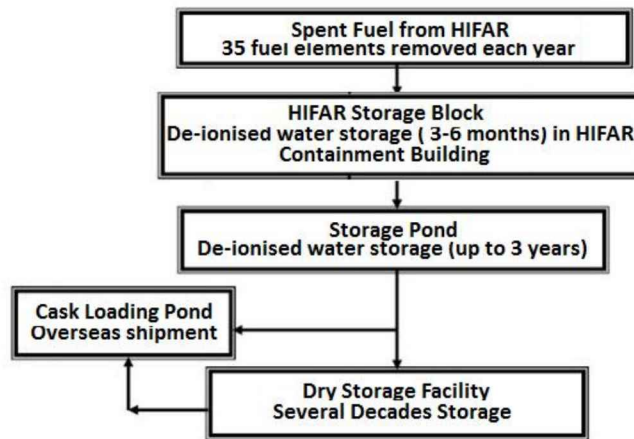 Spent Fuel from HIFAR
35 fuel elements removed each year
HIFAR Storage Block
De-ionised water storage ( 3-6 months) in HIFAR
Containment Building
Storage Pond
De-ionised water storage (up to 3 years)
Cask Loading Pond
Overseas shipment
Dry Storage Facility
Several Decades Storage